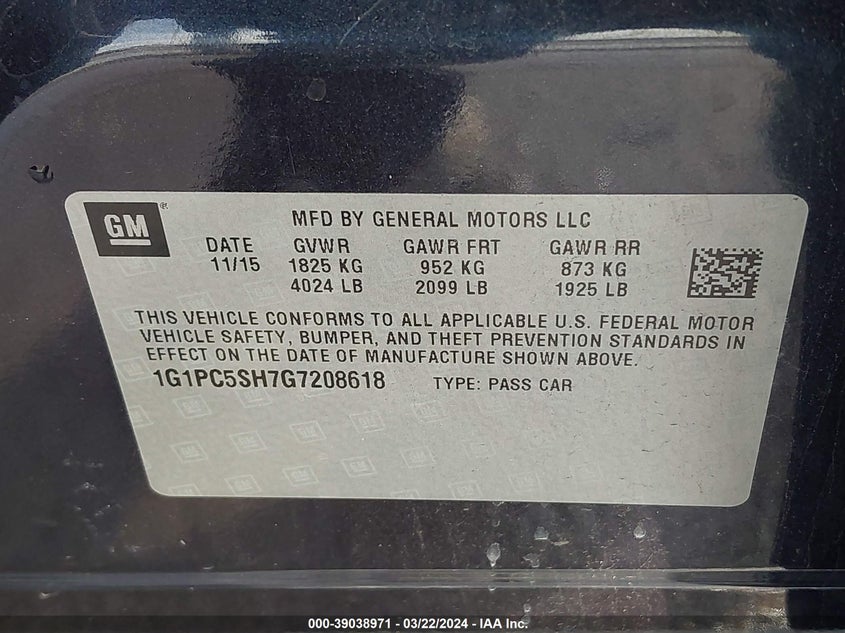 GM
MFD BY GENERAL MOTORS LLC
DATE GVWR GAWR FRT GAWR RR
11/15 1825 KG 952 KG 873 KG
4024 LB 2099 LB 1925 LB
THIS VEHICLE CONFORMS TO ALL APPLICABLE U.S. FEDERAL MOTOR
VEHICLE SAFETY, BUMPER, AND THEFT PREVENTION STANDARDS IN
EFFECT ON THE DATE OF MANUFACTURE SHOWN ABOVE.
1G1PC5SH7G7208618 TYPE: PASS CAR
000-39038971 - 03/22/2024 - IAA Inc.